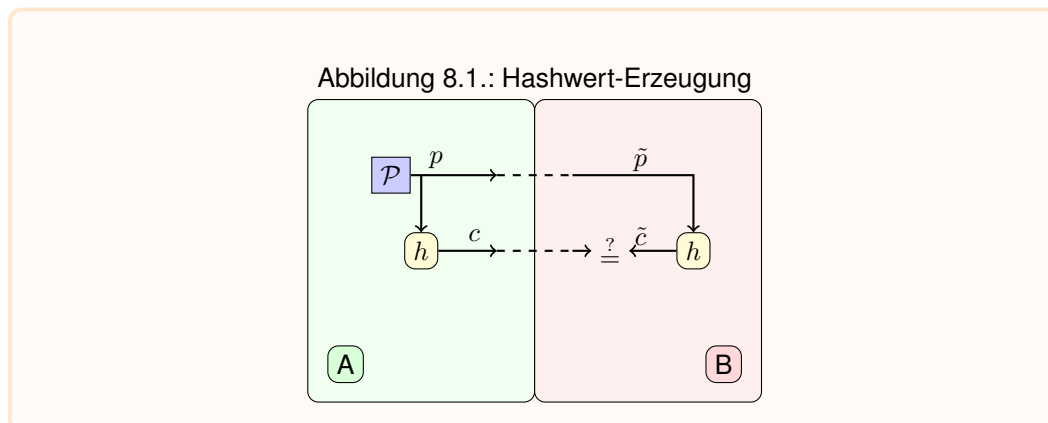 Abbildung 8.1.: Hashwert-Erzeugung
𝒫 p p̃
h c ≟ c̃ h
A B